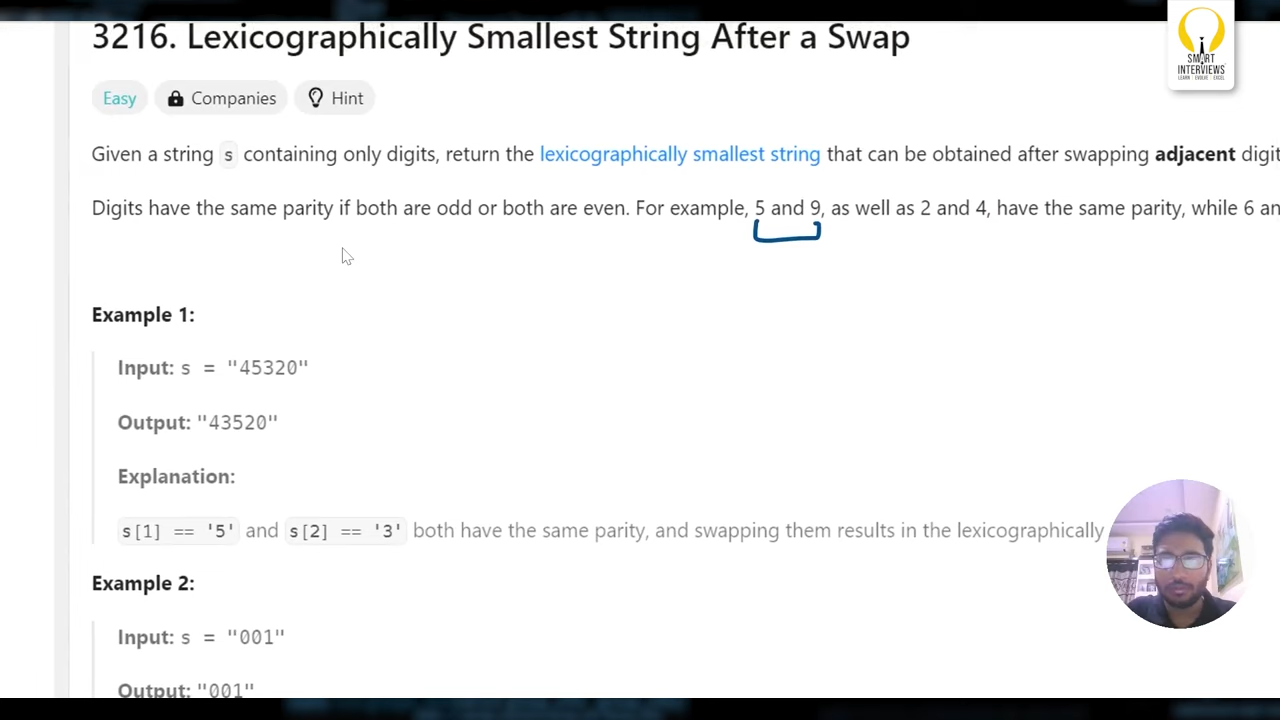 3216. Lexicographically Smallest String After a Swap
SMART
INTERVIEWS
LEARN | EVOLVE | EXCEL
Easy
Companies
Hint
Given a string s containing only digits, return the lexicographically smallest string that can be obtained after swapping adjacent digit
Digits have the same parity if both are odd or both are even. For example, 5 and 9, as well as 2 and 4, have the same parity, while 6 an
Example 1:
Input: s = "45320"
Output: "43520"
Explanation:
s[1] == '5' and s[2] == '3' both have the same parity, and swapping them results in the lexicographically
Example 2:
Input: s = "001"
Output: "001"